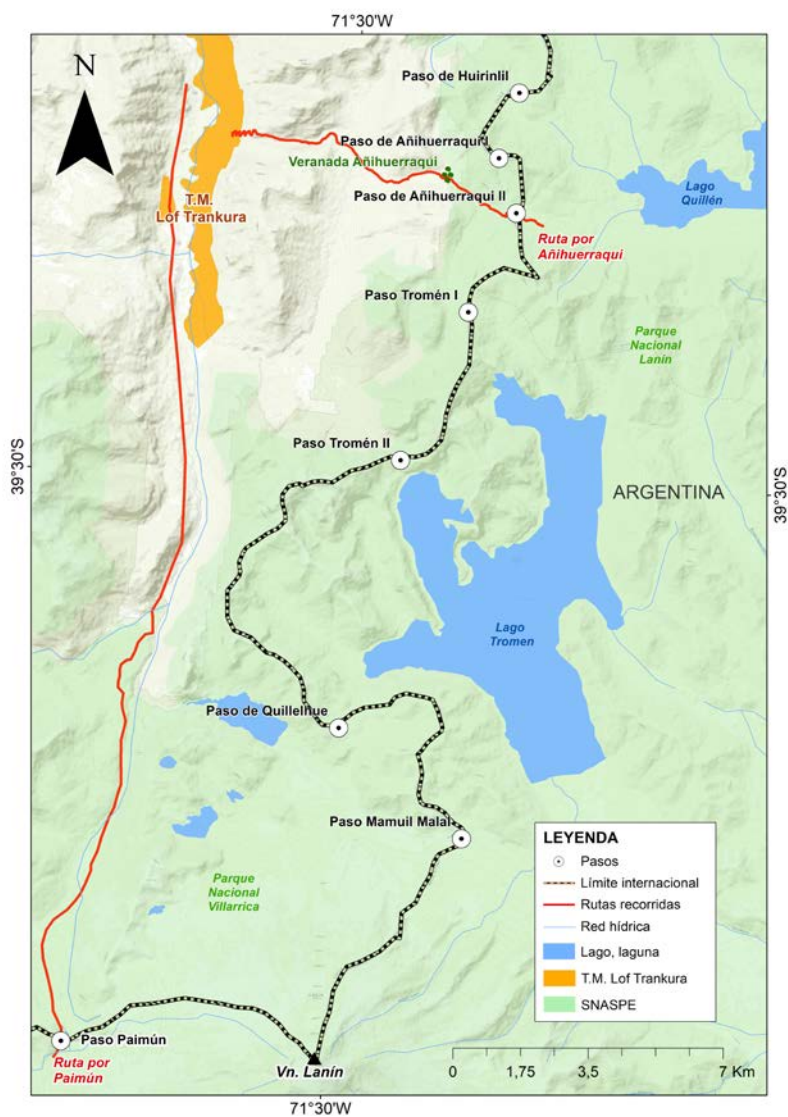 71°30'W
N
Paso de Huirinlil
Paso de Añihuerraqui I
Veranada Añihuerraqui
Lago
Quillén
Paso de Añihuerraqui II
T.M.
Lof Trankura
Ruta por
Añihuerraqui
Paso Tromén I
Parque
Nacional
Lanín
Paso Tromén II
39°30'S
39°30'S
ARGENTINA
Lago
Tromen
Paso de Quillelhue
Paso Mamuil Malal
Parque
Nacional
Villarrica
LEYENDA
Pasos
Límite internacional
Rutas recorridas
Red hídrica
Lago, laguna
T.M. Lof Trankura
SNASPE
Paso Paimún
Ruta por
Paimún
Vn. Lanín
0 1,75 3,5 7 Km
71°30'W